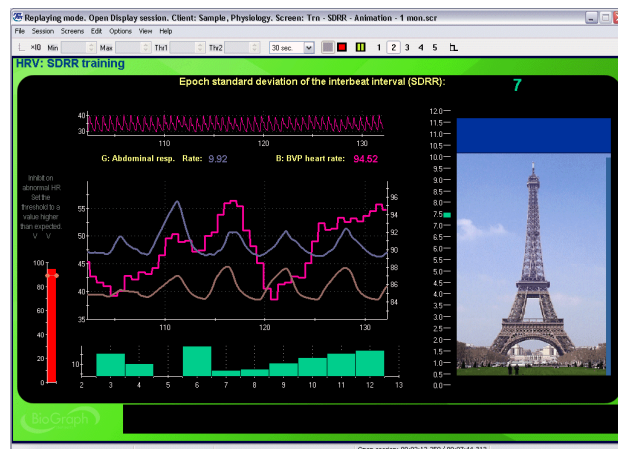 Replaying mode. Open Display session. Client: Sample, Physiology. Screen: Trn - SDRR - Animation - 1 mon.scr
File Session Screens Edit Options View Help
×10 Min Max Thr1 Thr2 30 sec. 1 2 3 4 5
HRV: SDRR training
Epoch standard deviation of the interbeat interval (SDRR): 7
40
30
110 120 130
G: Abdominal resp. Rate: 9.92 B: BVP heart rate: 94.52
Inhibit on
abnormal HR
Set the
threshold to a
value higher
than expected.
V V
100
80
60
40
20
0
55
50
45
40
35
96
94
92
90
88
86
84
110 120 130
10
2 3 4 5 6 7 8 9 10 11 12 13
12.0
11.5
11.0
10.5
10.0
9.5
9.0
8.5
8.0
7.5
7.0
6.5
6.0
5.5
5.0
4.5
4.0
3.5
3.0
2.5
2.0
1.5
1.0
0.5
0.0
BioGraph